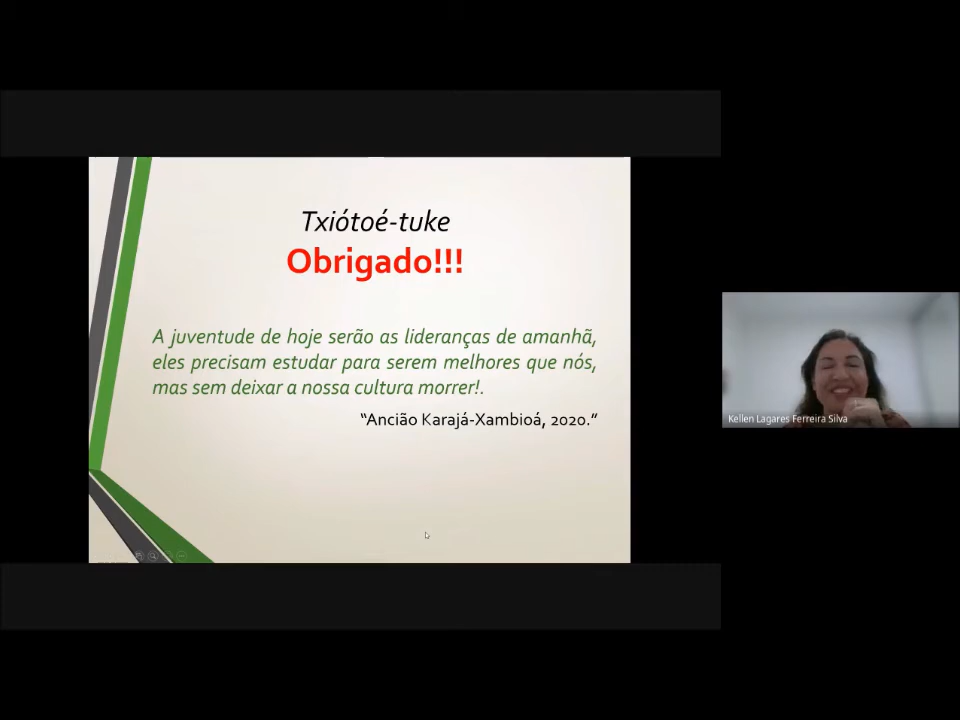 Txiótoé-tuke
Obrigado!!!
A juventude de hoje serão as lideranças de amanhã,
eles precisam estudar para serem melhores que nós,
mas sem deixar a nossa cultura morrer!.
“Ancião Karajá-Xambioá, 2020.”
Kellen Lagares Ferreira Silva